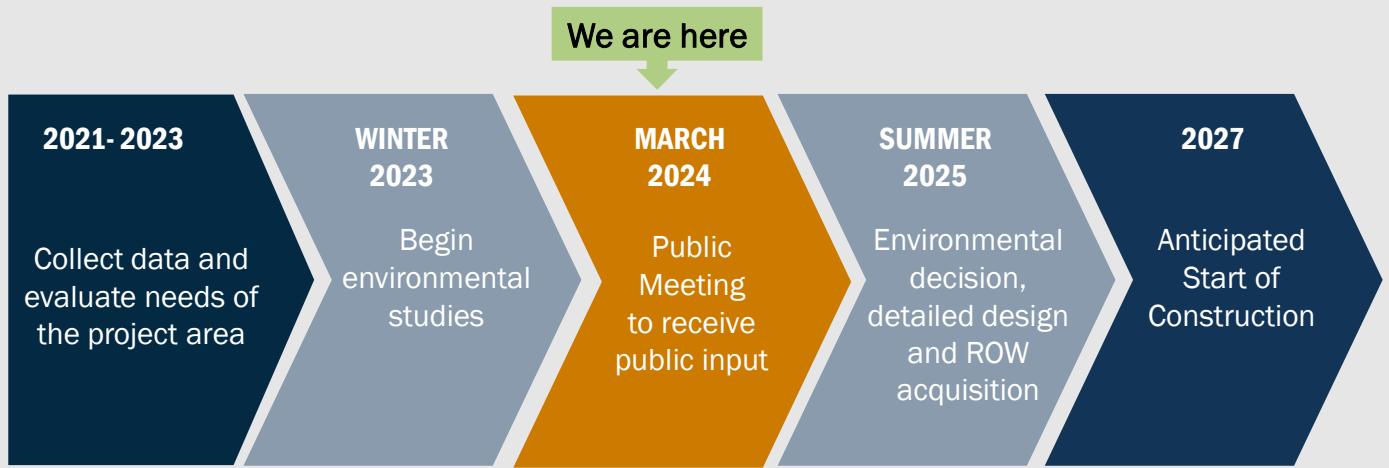 We are here
2021- 2023
Collect data and
evaluate needs of
the project area
WINTER
2023
Begin
environmental
studies
MARCH
2024
Public
Meeting
to receive
public input
SUMMER
2025
Environmental
decision,
detailed design
and ROW
acquisition
2027
Anticipated
Start of
Construction